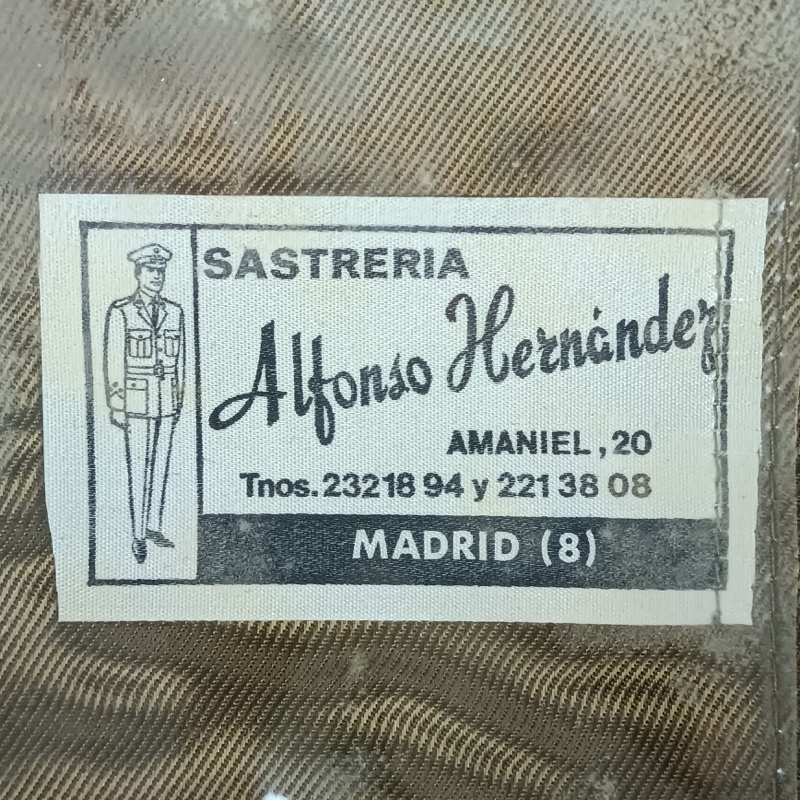 SASTRERIA
Alfonso Hernández
AMANIEL, 20
Tnos. 232 18 94 y 221 38 08
MADRID (8)